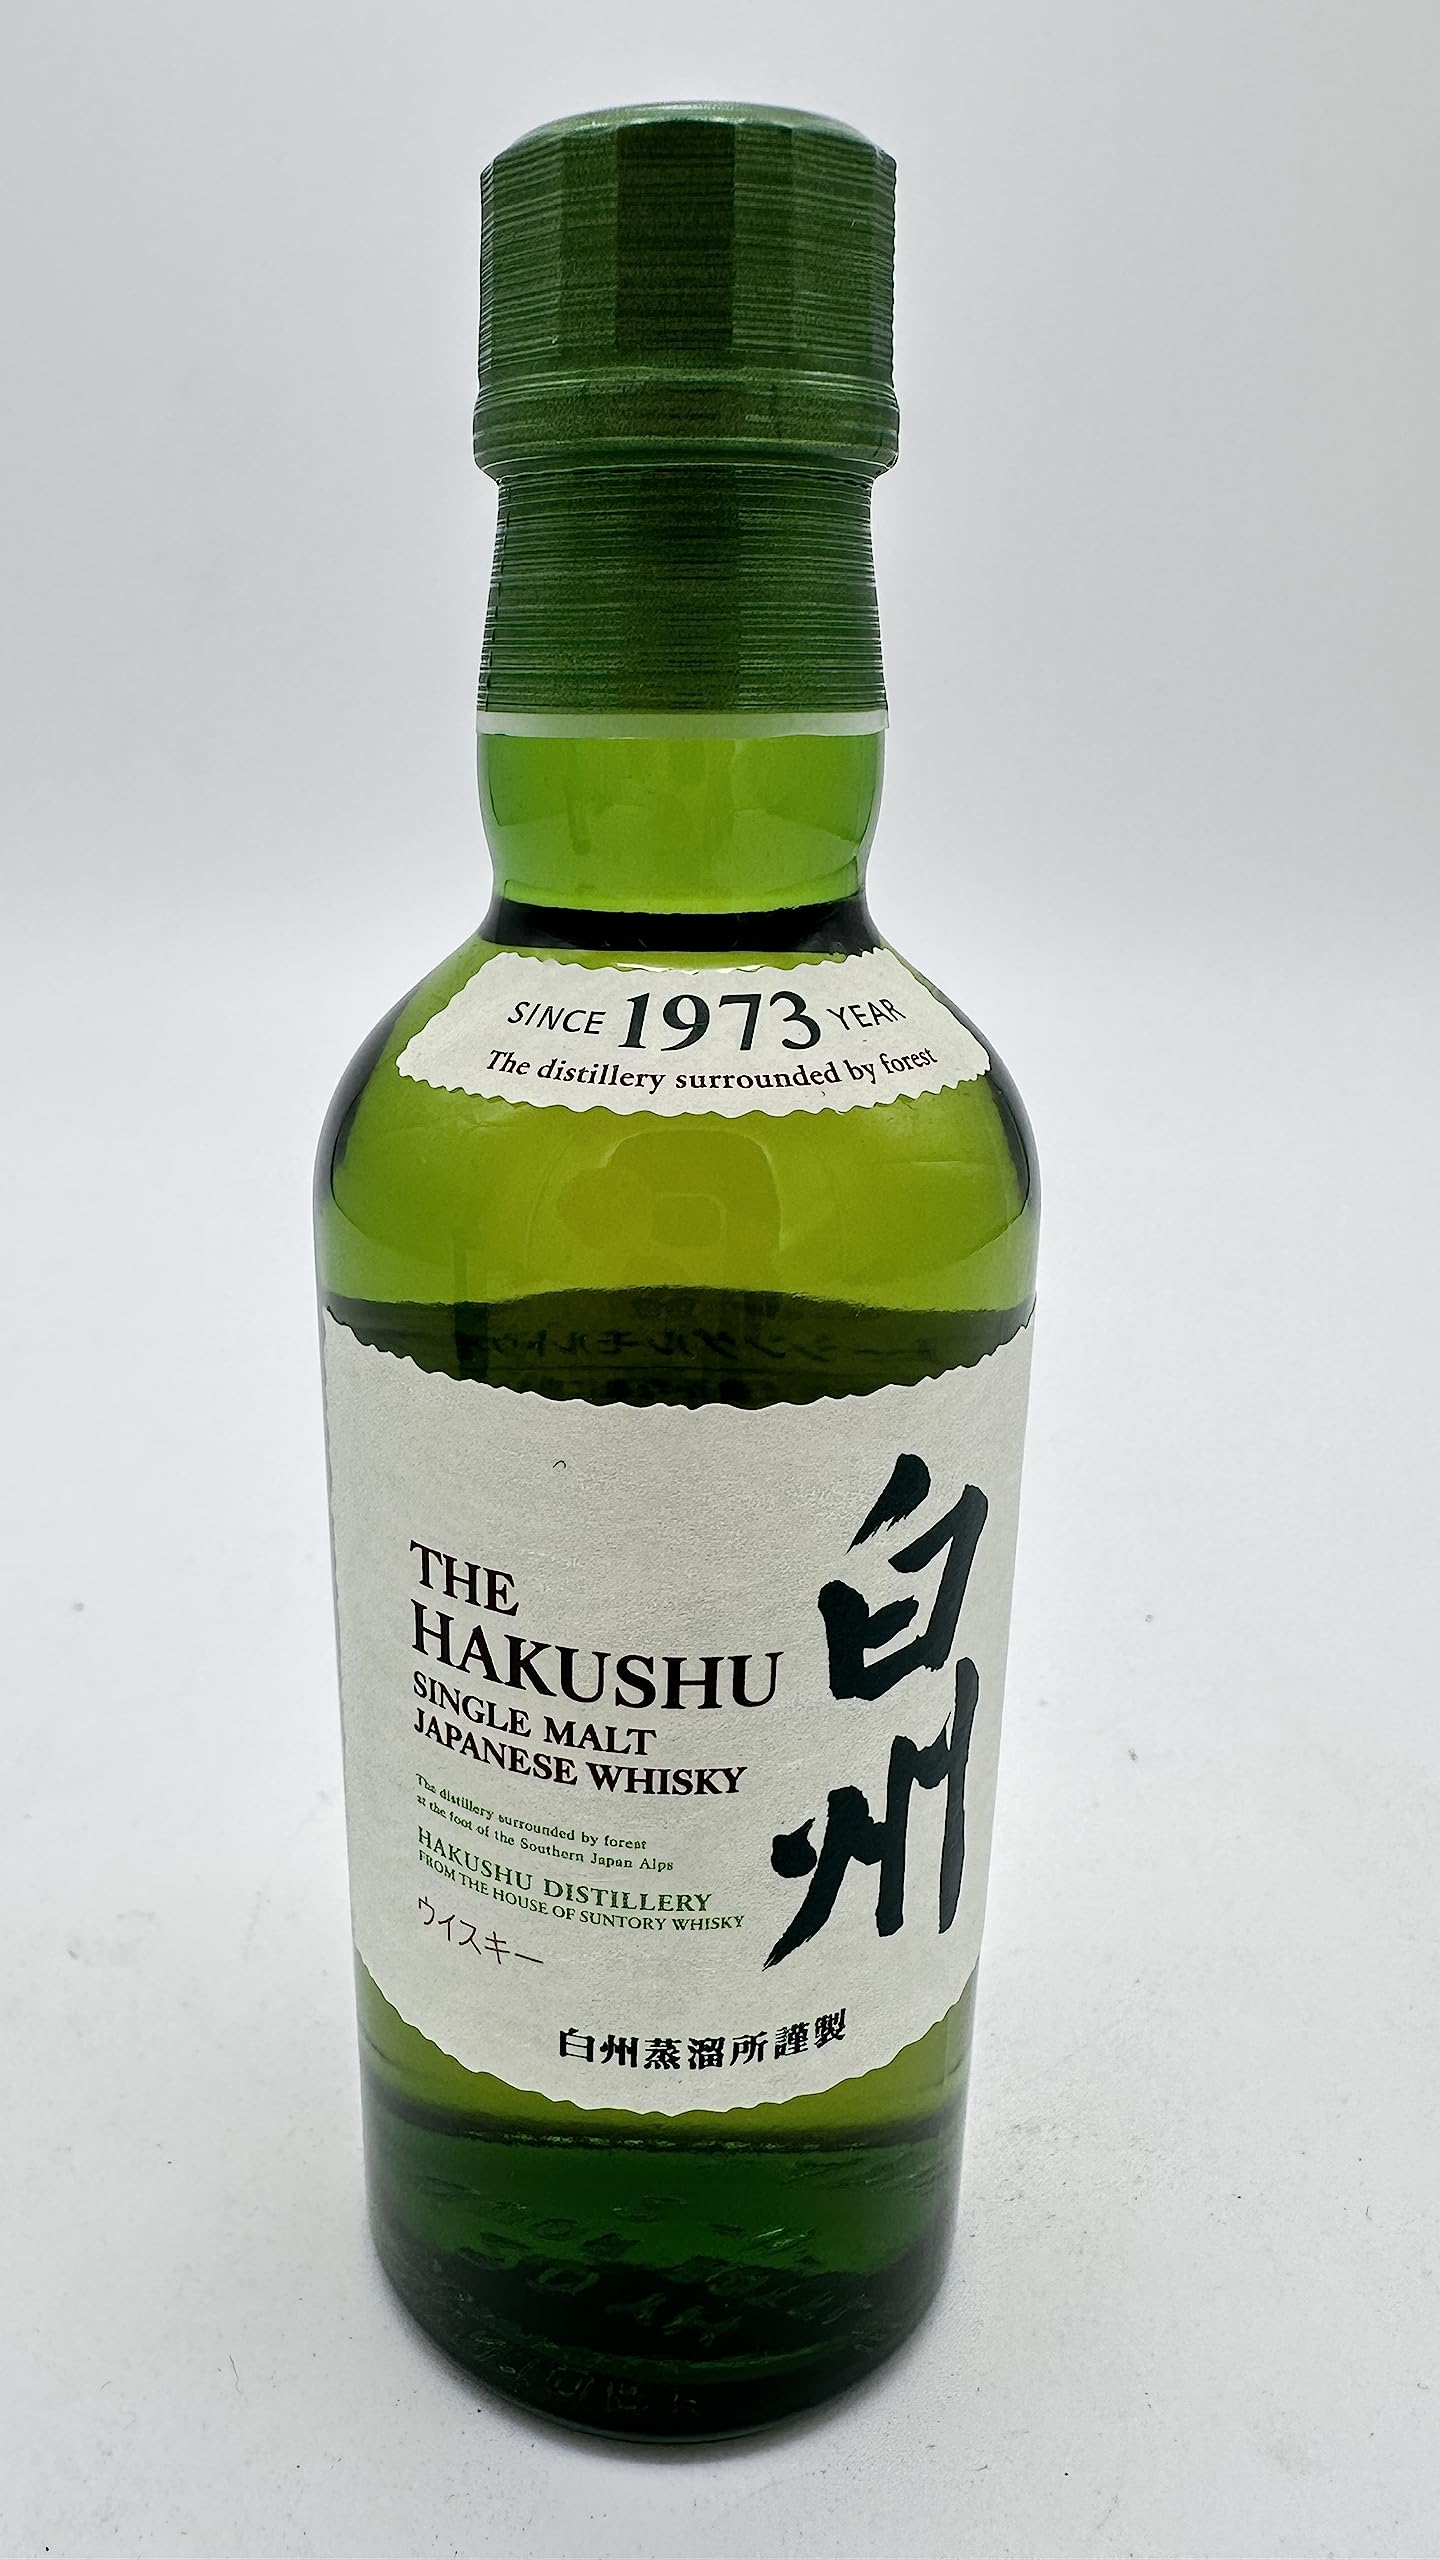 SINCE 1973 YEAR
The distillery surrounded by forest
白州
THE
HAKUSHU
SINGLE MALT
JAPANESE WHISKY
The distillery surrounded by forest
at the foot of the Southern Japan Alps
HAKUSHU DISTILLERY
FROM THE HOUSE OF SUNTORY WHISKY
ウイスキー
白州蒸溜所謹製